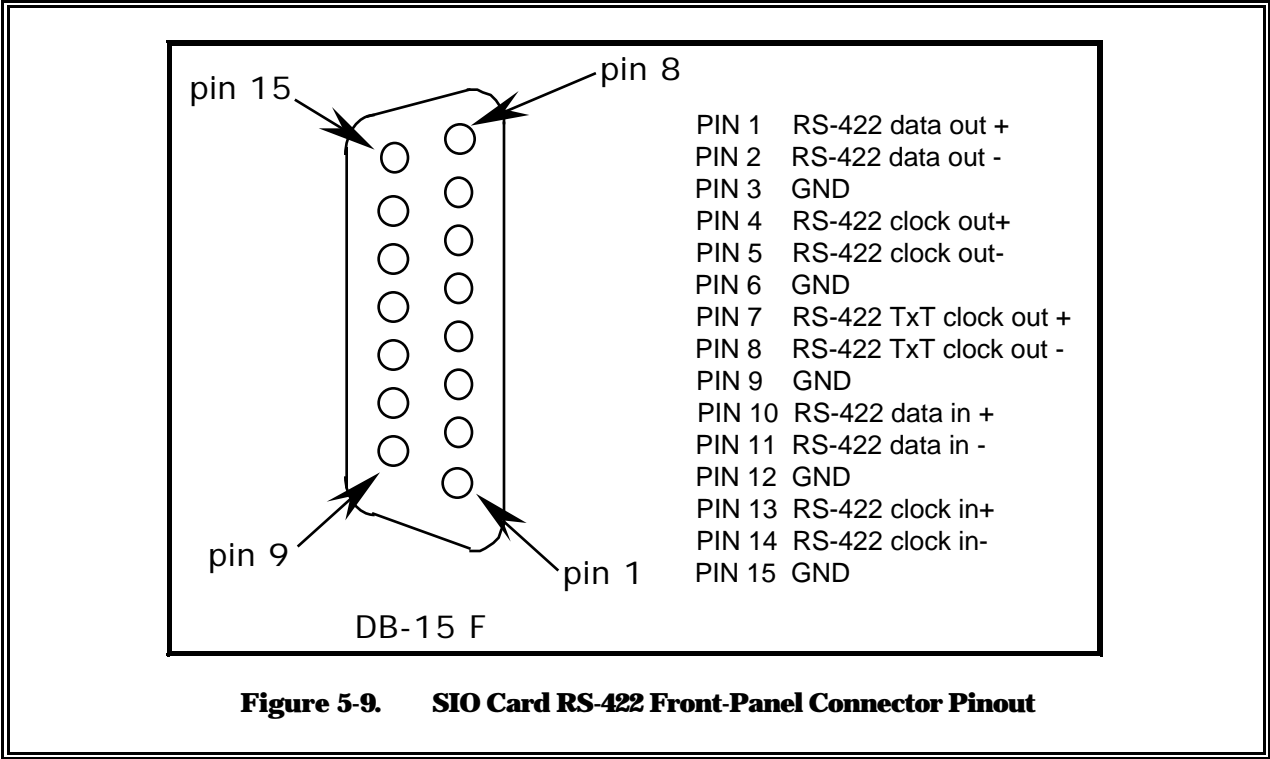 pin 15
pin 8
PIN 1 RS-422 data out +
PIN 2 RS-422 data out -
PIN 3 GND
PIN 4 RS-422 clock out+
PIN 5 RS-422 clock out-
PIN 6 GND
PIN 7 RS-422 TxT clock out +
PIN 8 RS-422 TxT clock out -
PIN 9 GND
PIN 10 RS-422 data in +
PIN 11 RS-422 data in -
PIN 12 GND
PIN 13 RS-422 clock in+
PIN 14 RS-422 clock in-
PIN 15 GND
pin 9
pin 1
DB-15 F
Figure 5-9. SIO Card RS-422 Front-Panel Connector Pinout